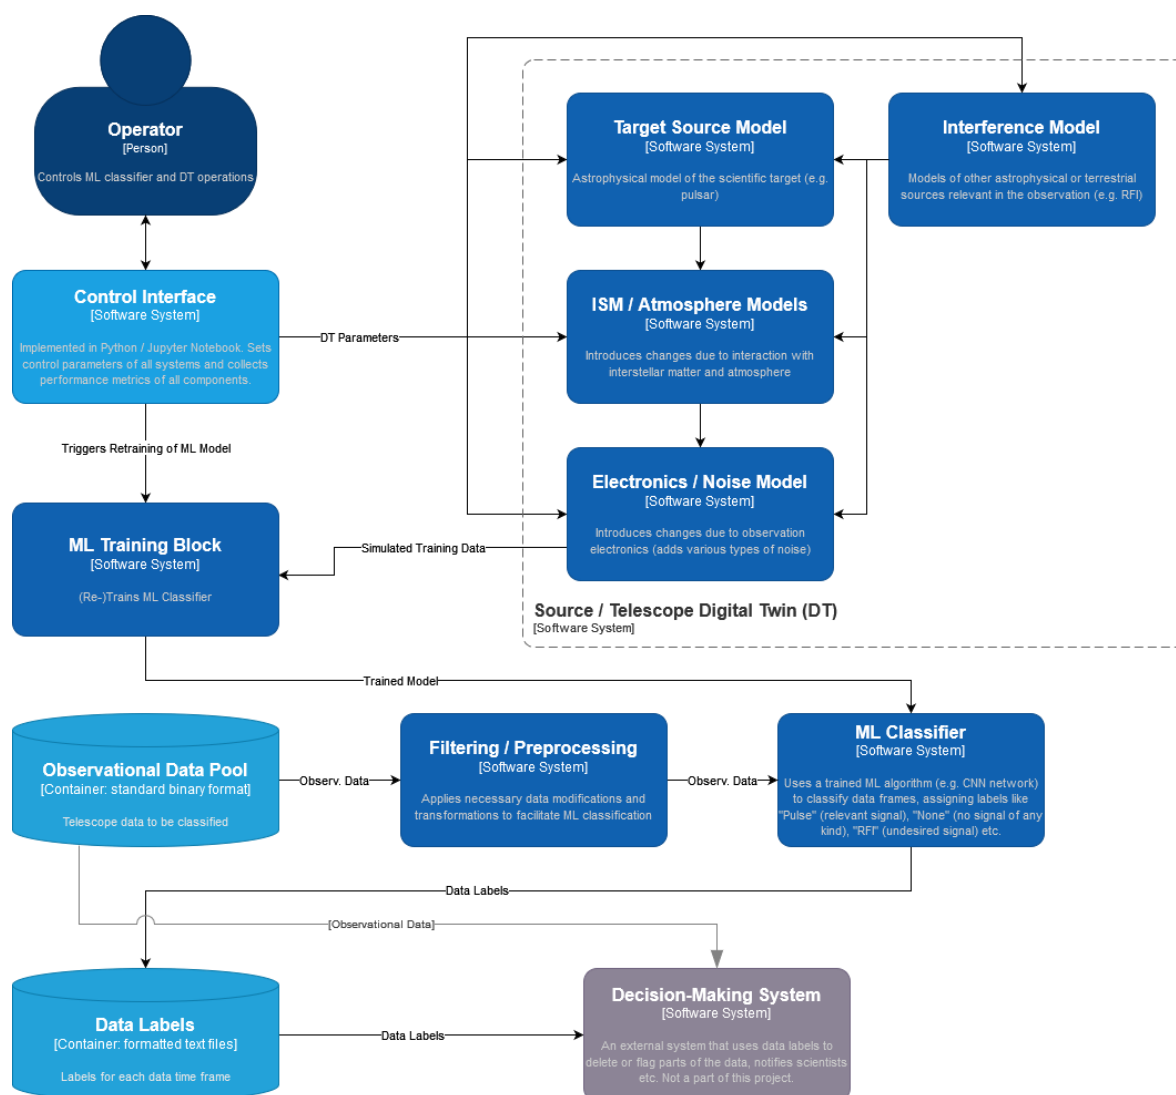 Operator
[Person]
Controls ML classifier and DT operations
Target Source Model
[Software System]
Astrophysical model of the scientific target (e.g.
pulsar)
Interference Model
[Software System]
Models of other astrophysical or terrestrial
sources relevant in the observation (e.g. RFI)
Control Interface
[Software System]
Implemented in Python / Jupyter Notebook. Sets
control parameters of all systems and collects
performance metrics of all components.
DT Parameters
ISM / Atmosphere Models
[Software System]
Introduces changes due to interaction with
interstellar matter and atmosphere
Triggers Retraining of ML Model
Electronics / Noise Model
[Software System]
Introduces changes due to observation
electronics (adds various types of noise)
Simulated Training Data
ML Training Block
[Software System]
(Re-)Trains ML Classifier
Source / Telescope Digital Twin (DT)
[Software System]
Trained Model
Observational Data Pool
[Container: standard binary format]
Telescope data to be classified
Observ. Data
Filtering / Preprocessing
[Software System]
Applies necessary data modifications and
transformations to facilitate ML classification
Observ. Data
ML Classifier
[Software System]
Uses a trained ML algorithm (e.g. CNN network)
to classify data frames, assigning labels like
"Pulse" (relevant signal), "None" (no signal of any
kind), "RFI" (undesired signal) etc.
Data Labels
[Observational Data]
Data Labels
[Container: formatted text files]
Labels for each data time frame
Data Labels
Decision-Making System
[Software System]
An external system that uses data labels to
delete or flag parts of the data, notifies scientists
etc. Not a part of this project.